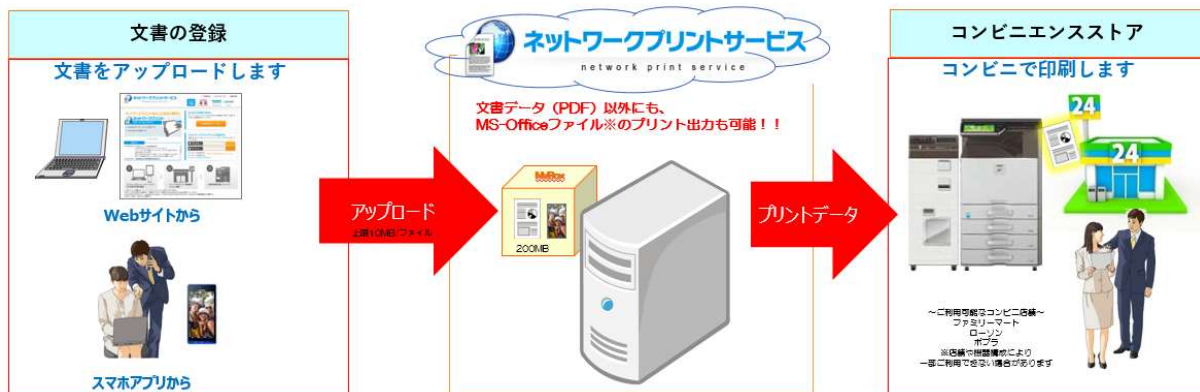 文書の登録
文書をアップロードします
Webサイトから
スマホアプリから
ネットワークプリントサービス
network print service
文書データ（PDF）以外にも、
MS-Officeファイル※のプリント出力も可能！！
アップロード
上限10MB/ファイル
MyBox
200MB
プリントデータ
コンビニエンスストア
コンビニで印刷します
24
24
～ご利用可能なコンビニ店舗～
ファミリーマート
ローソン
ポプラ
※店舗や機器構成により
一部ご利用できない場合があります